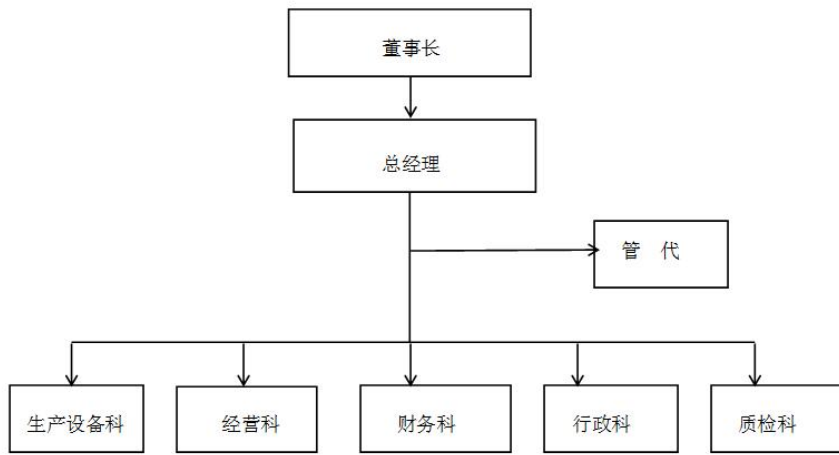 董事长
总经理
管 代
生产设备科
经营科
财务科
行政科
质检科